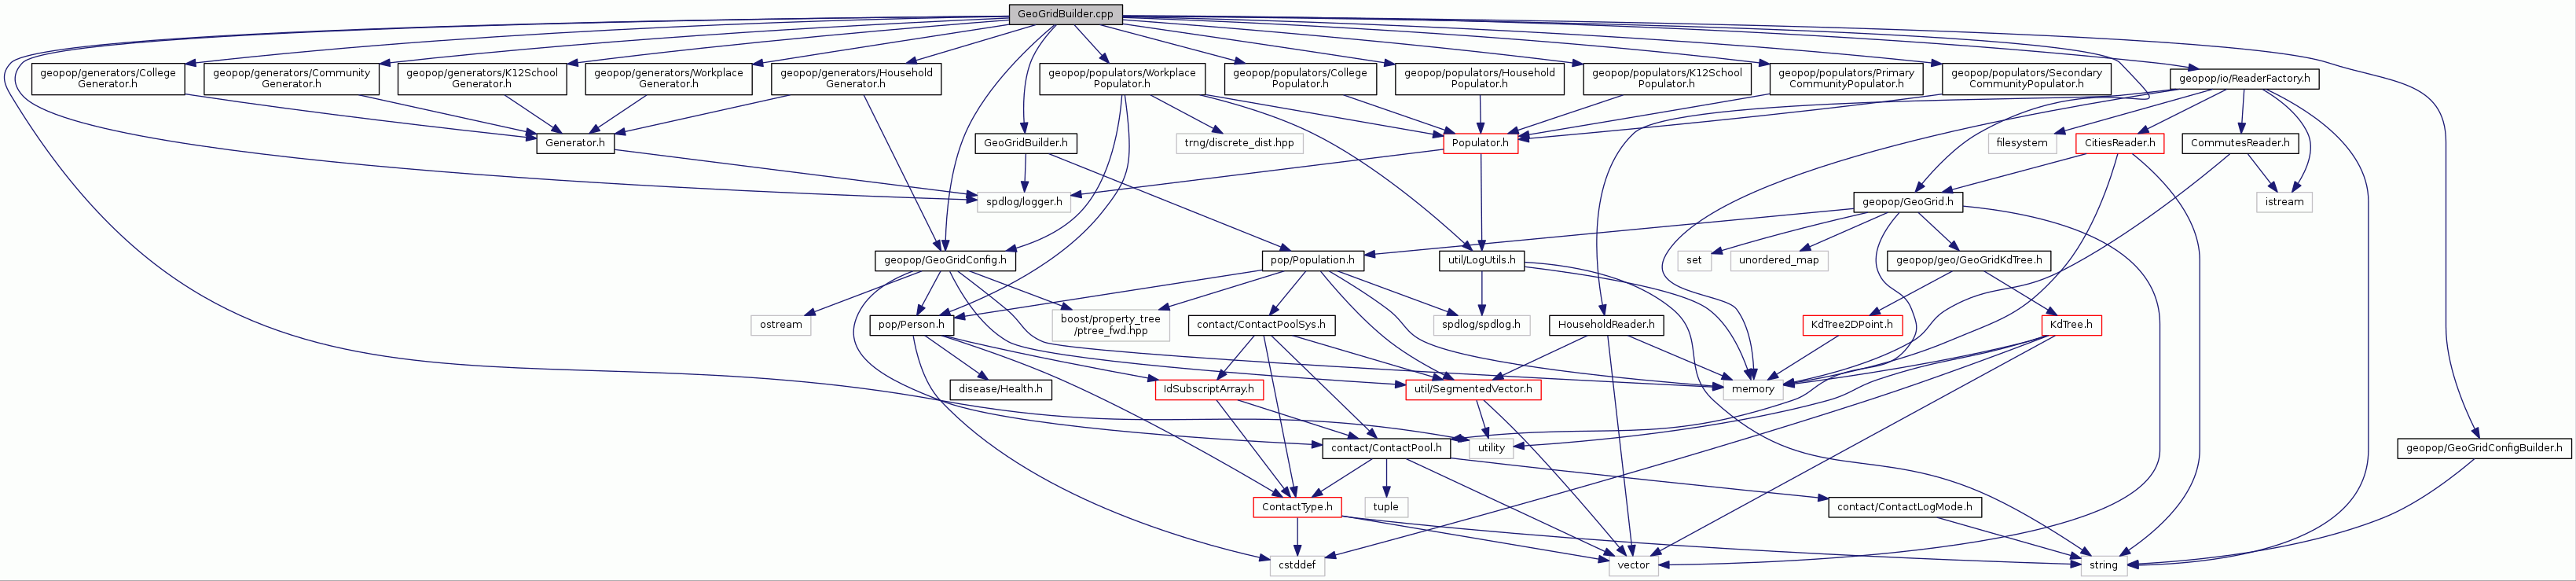 GeoGridBuilder.cpp
geopop/generators/College
Generator.h
geopop/generators/Community
Generator.h
geopop/generators/K12School
Generator.h
geopop/generators/Workplace
Generator.h
geopop/generators/Household
Generator.h
geopop/populators/Workplace
Populator.h
geopop/populators/College
Populator.h
geopop/populators/Household
Populator.h
geopop/populators/K12School
Populator.h
geopop/populators/Primary
CommunityPopulator.h
geopop/populators/Secondary
CommunityPopulator.h
geopop/io/ReaderFactory.h
Generator.h
GeoGridBuilder.h
trng/discrete_dist.hpp
Populator.h
filesystem
CitiesReader.h
CommutesReader.h
spdlog/logger.h
geopop/GeoGrid.h
istream
geopop/GeoGridConfig.h
pop/Population.h
util/LogUtils.h
set
unordered_map
geopop/geo/GeoGridKdTree.h
ostream
pop/Person.h
boost/property_tree
/ptree_fwd.hpp
contact/ContactPoolSys.h
spdlog/spdlog.h
HouseholdReader.h
KdTree2DPoint.h
KdTree.h
disease/Health.h
IdSubscriptArray.h
util/SegmentedVector.h
memory
contact/ContactPool.h
utility
geopop/GeoGridConfigBuilder.h
ContactType.h
tuple
contact/ContactLogMode.h
cstddef
vector
string